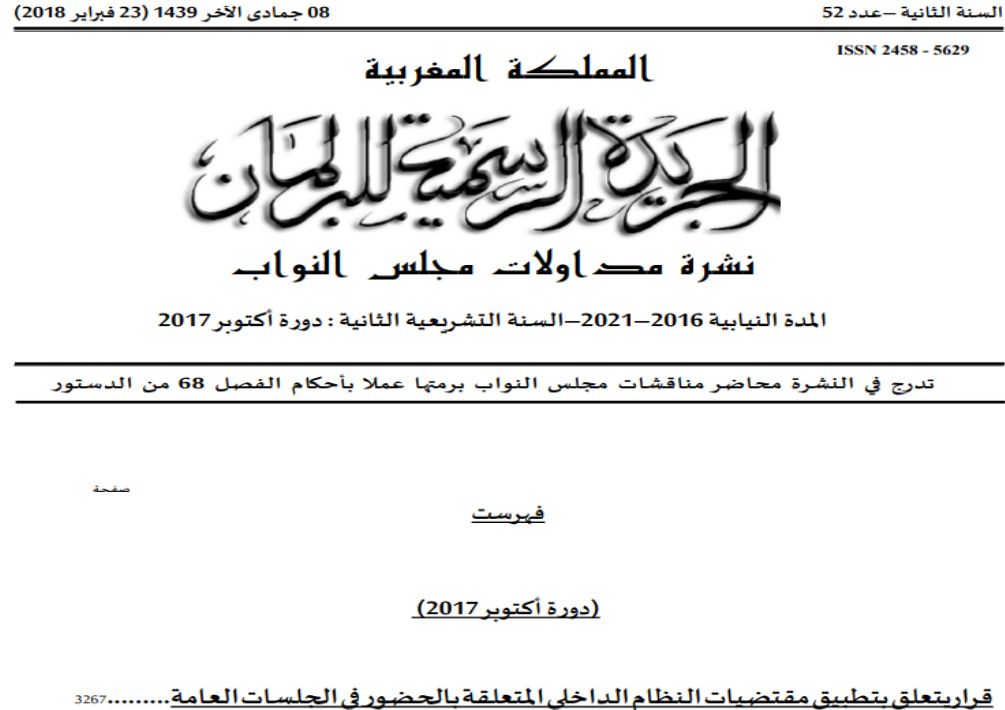 السنة الثانية –عدد 52
08 جمادى الآخر 1439 (23 فبراير 2018)
ISSN 2458 - 5629
المملكة المغربية
الجريدة الرسمية للبرلمان
نشرة مداولات مجلس النواب
المدة النيابية 2016–2021–السنة التشريعية الثانية : دورة أكتوبر 2017
تدرج في النشرة محاضر مناقشات مجلس النواب برمتها عملا بأحكام الفصل 68 من الدستور
صفحة
فهرست
(دورة أكتوبر 2017)
قرار يتعلق بتطبيق مقتضيات النظام الداخلي المتعلقة بالحضور في الجلسات العامة.........3267